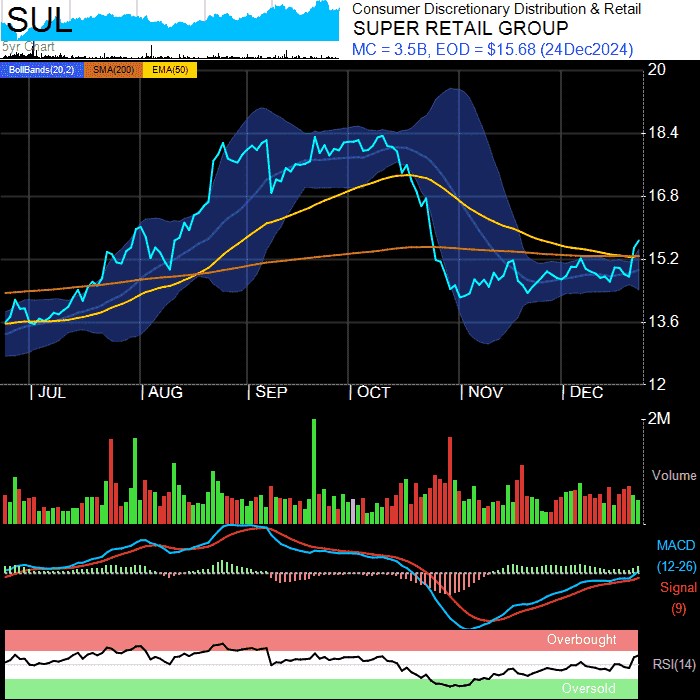 SUL
5yr Chart
Consumer Discretionary Distribution & Retail
SUPER RETAIL GROUP
MC = 3.5B, EOD = $15.68 (24Dec2024)
BollBands(20,2) SMA(200) EMA(50)
20
18.4
16.8
15.2
13.6
12
JUL AUG SEP OCT NOV DEC
2M
Volume
MACD
(12-26)
Signal
(9)
Overbought
RSI(14)
Oversold